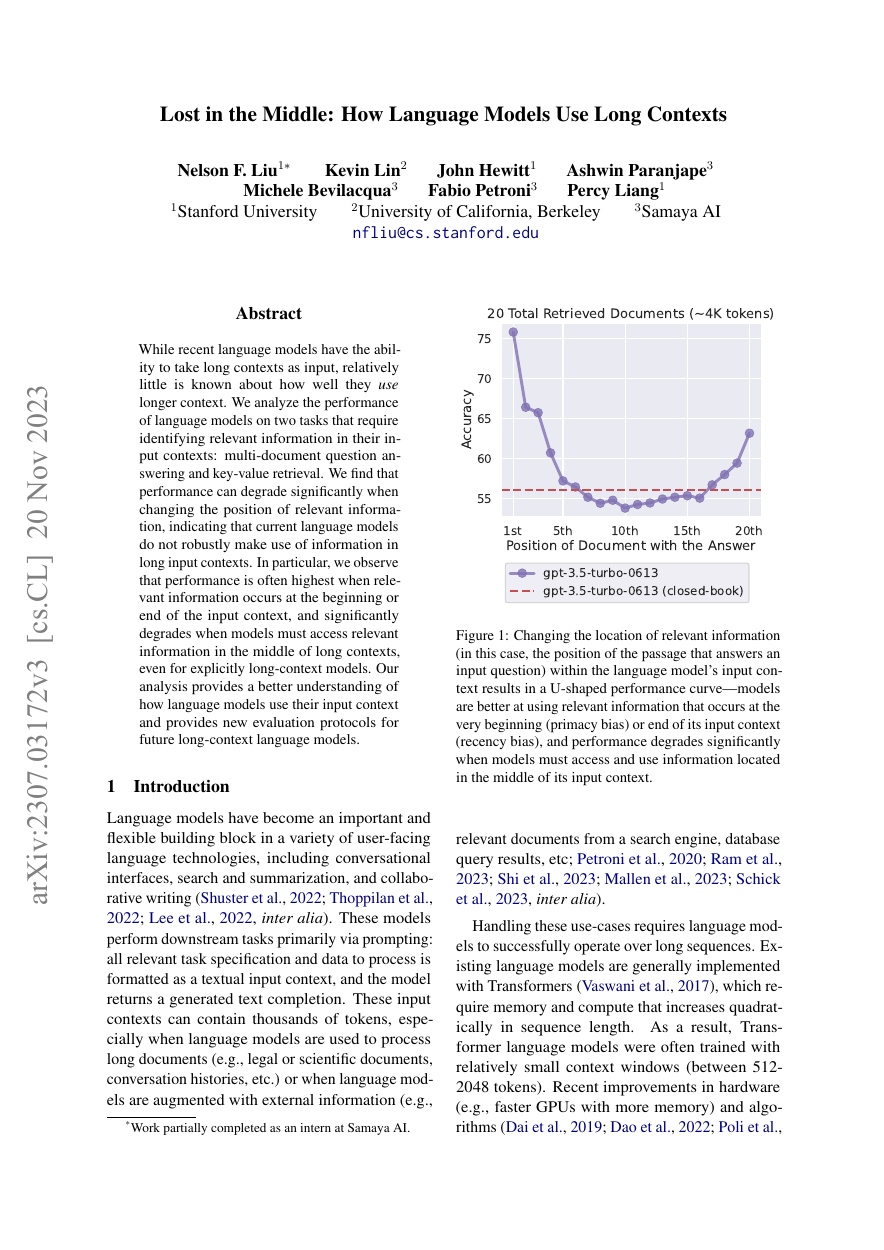 Lost in the Middle: How Language Models Use Long Contexts
Nelson F. Liu1* Kevin Lin2 John Hewitt1 Ashwin Paranjape3
Michele Bevilacqua3 Fabio Petroni3 Percy Liang1
1Stanford University 2University of California, Berkeley 3Samaya AI
nfliu@cs.stanford.edu
arXiv:2307.03172v3 [cs.CL] 20 Nov 2023
Abstract
While recent language models have the abil-
ity to take long contexts as input, relatively
little is known about how well they use
longer context. We analyze the performance
of language models on two tasks that require
identifying relevant information in their in-
put contexts: multi-document question an-
swering and key-value retrieval. We find that
performance can degrade significantly when
changing the position of relevant informa-
tion, indicating that current language models
do not robustly make use of information in
long input contexts. In particular, we observe
that performance is often highest when rele-
vant information occurs at the beginning or
end of the input context, and significantly
degrades when models must access relevant
information in the middle of long contexts,
even for explicitly long-context models. Our
analysis provides a better understanding of
how language models use their input context
and provides new evaluation protocols for
future long-context language models.
1 Introduction
Language models have become an important and
flexible building block in a variety of user-facing
language technologies, including conversational
interfaces, search and summarization, and collabo-
rative writing (Shuster et al., 2022; Thoppilan et al.,
2022; Lee et al., 2022, inter alia). These models
perform downstream tasks primarily via prompting:
all relevant task specification and data to process is
formatted as a textual input context, and the model
returns a generated text completion. These input
contexts can contain thousands of tokens, espe-
cially when language models are used to process
long documents (e.g., legal or scientific documents,
conversation histories, etc.) or when language mod-
els are augmented with external information (e.g.,
*Work partially completed as an intern at Samaya AI.
20 Total Retrieved Documents (~4K tokens)
75
70
65
60
55
Accuracy
1st 5th 10th 15th 20th
Position of Document with the Answer
gpt-3.5-turbo-0613
gpt-3.5-turbo-0613 (closed-book)
Figure 1: Changing the location of relevant information
(in this case, the position of the passage that answers an
input question) within the language model's input con-
text results in a U-shaped performance curve—models
are better at using relevant information that occurs at the
very beginning (primacy bias) or end of its input context
(recency bias), and performance degrades significantly
when models must access and use information located
in the middle of its input context.
relevant documents from a search engine, database
query results, etc; Petroni et al., 2020; Ram et al.,
2023; Shi et al., 2023; Mallen et al., 2023; Schick
et al., 2023, inter alia).
Handling these use-cases requires language mod-
els to successfully operate over long sequences. Ex-
isting language models are generally implemented
with Transformers (Vaswani et al., 2017), which re-
quire memory and compute that increases quadrat-
ically in sequence length. As a result, Trans-
former language models were often trained with
relatively small context windows (between 512-
2048 tokens). Recent improvements in hardware
(e.g., faster GPUs with more memory) and algo-
rithms (Dai et al., 2019; Dao et al., 2022; Poli et al.,